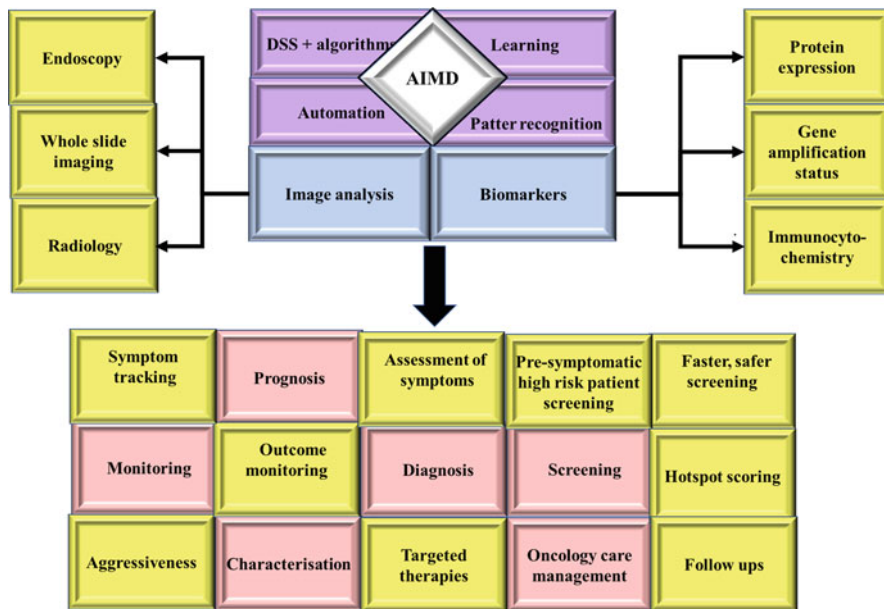 Endoscopy
Whole slide
imaging
Radiology
DSS + algorithms
Learning
AIMD
Automation
Patter recognition
Image analysis
Biomarkers
Protein
expression
Gene
amplification
status
Immunocyto-
chemistry
Symptom
tracking
Prognosis
Assessment of
symptoms
Pre-symptomatic
high risk patient
screening
Faster, safer
screening
Monitoring
Outcome
monitoring
Diagnosis
Screening
Hotspot scoring
Aggressiveness
Characterisation
Targeted
therapies
Oncology care
management
Follow ups